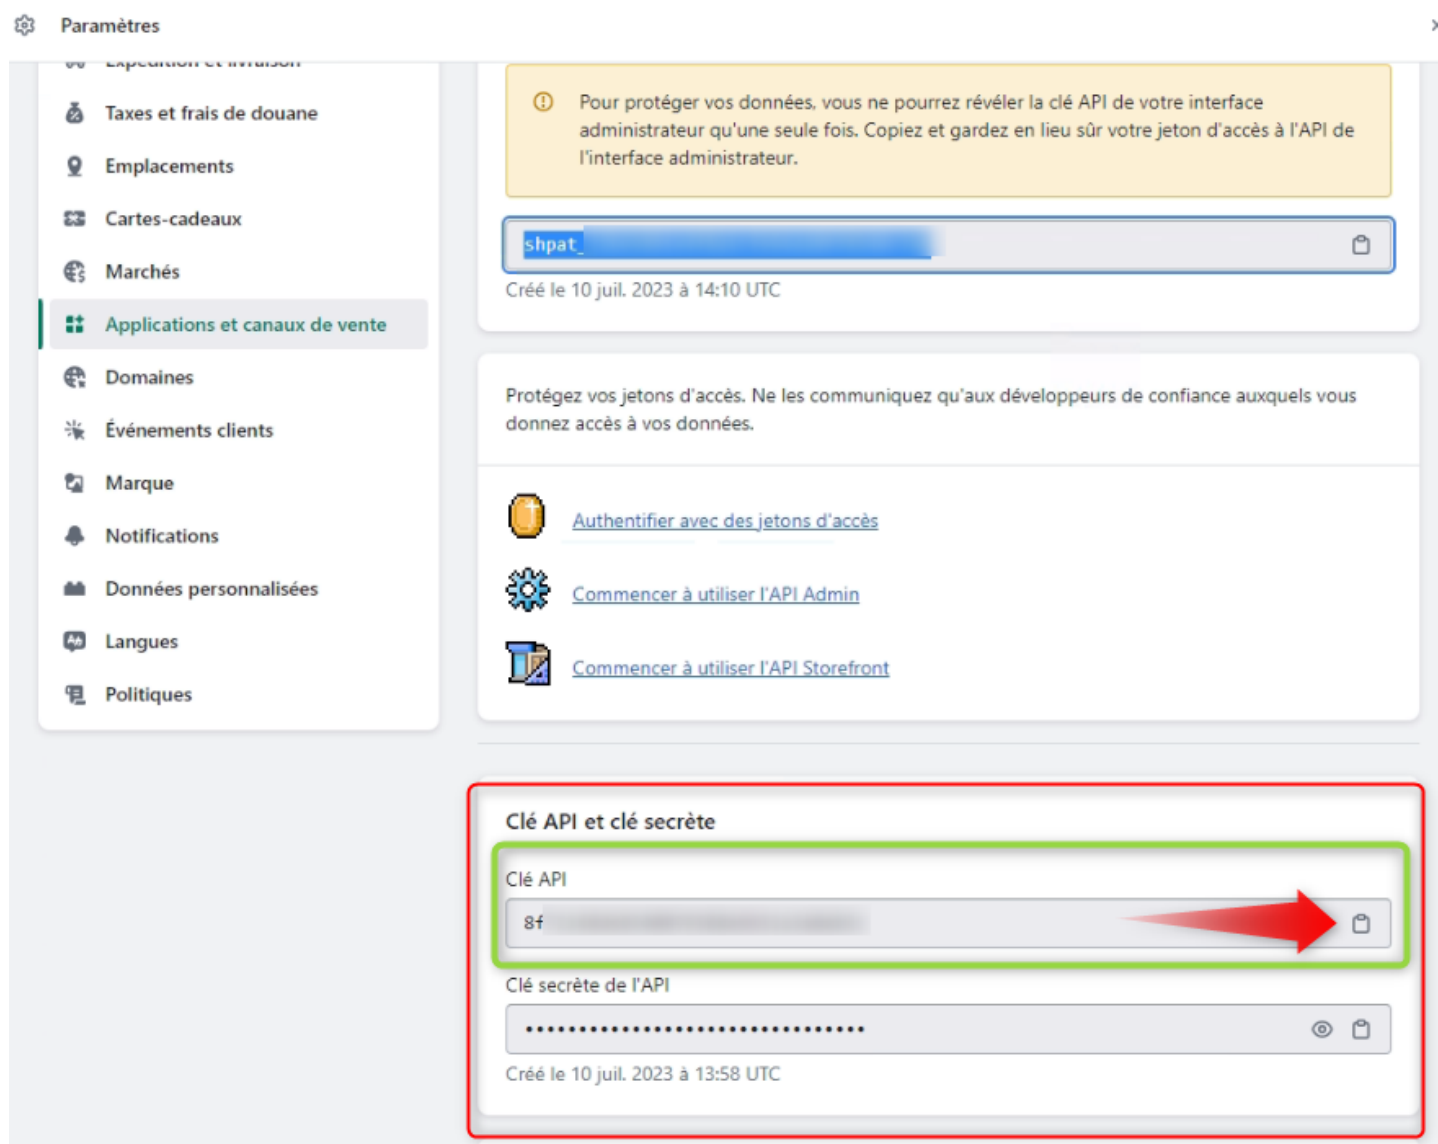 Paramètres
Expédition et livraison
Taxes et frais de douane
Emplacements
Cartes-cadeaux
Marchés
Applications et canaux de vente
Domaines
Événements clients
Marque
Notifications
Données personnalisées
Langues
Politiques
Pour protéger vos données, vous ne pourrez révéler la clé API de votre interface
administrateur qu'une seule fois. Copiez et gardez en lieu sûr votre jeton d'accès à l'API de
l'interface administrateur.
shpat_
Créé le 10 juil. 2023 à 14:10 UTC
Protégez vos jetons d'accès. Ne les communiquez qu'aux développeurs de confiance auxquels vous
donnez accès à vos données.
Authentifier avec des jetons d'accès
Commencer à utiliser l'API Admin
Commencer à utiliser l'API Storefront
Clé API et clé secrète
Clé API
8f
Clé secrète de l'API
••••••••••••••••••••••••••••••••
Créé le 10 juil. 2023 à 13:58 UTC